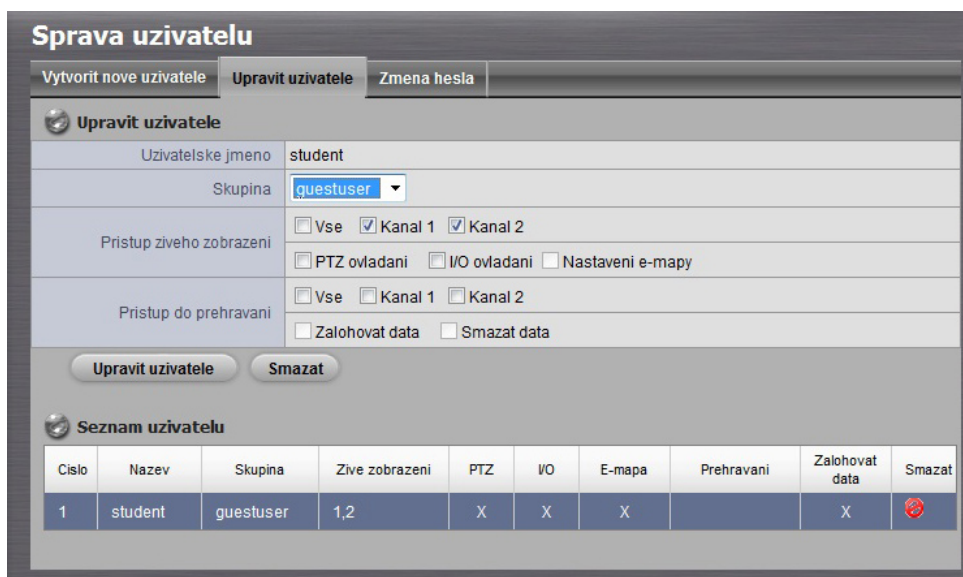 Sprava uzivatelu
Vytvorit nove uzivatele Upravit uzivatele Zmena hesla
Upravit uzivatele
Uzivatelske jmeno student
Skupina guestuser
Pristup ziveho zobrazeni
Vse Kanal 1 Kanal 2
PTZ ovladani I/O ovladani Nastaveni e-mapy
Pristup do prehravani
Vse Kanal 1 Kanal 2
Zalohovat data Smazat data
Upravit uzivatele Smazat
Seznam uzivatelu
Cislo Nazev Skupina Zive zobrazeni PTZ I/O E-mapa Prehravani Zalohovat data Smazat
1 student guestuser 1,2 X X X X